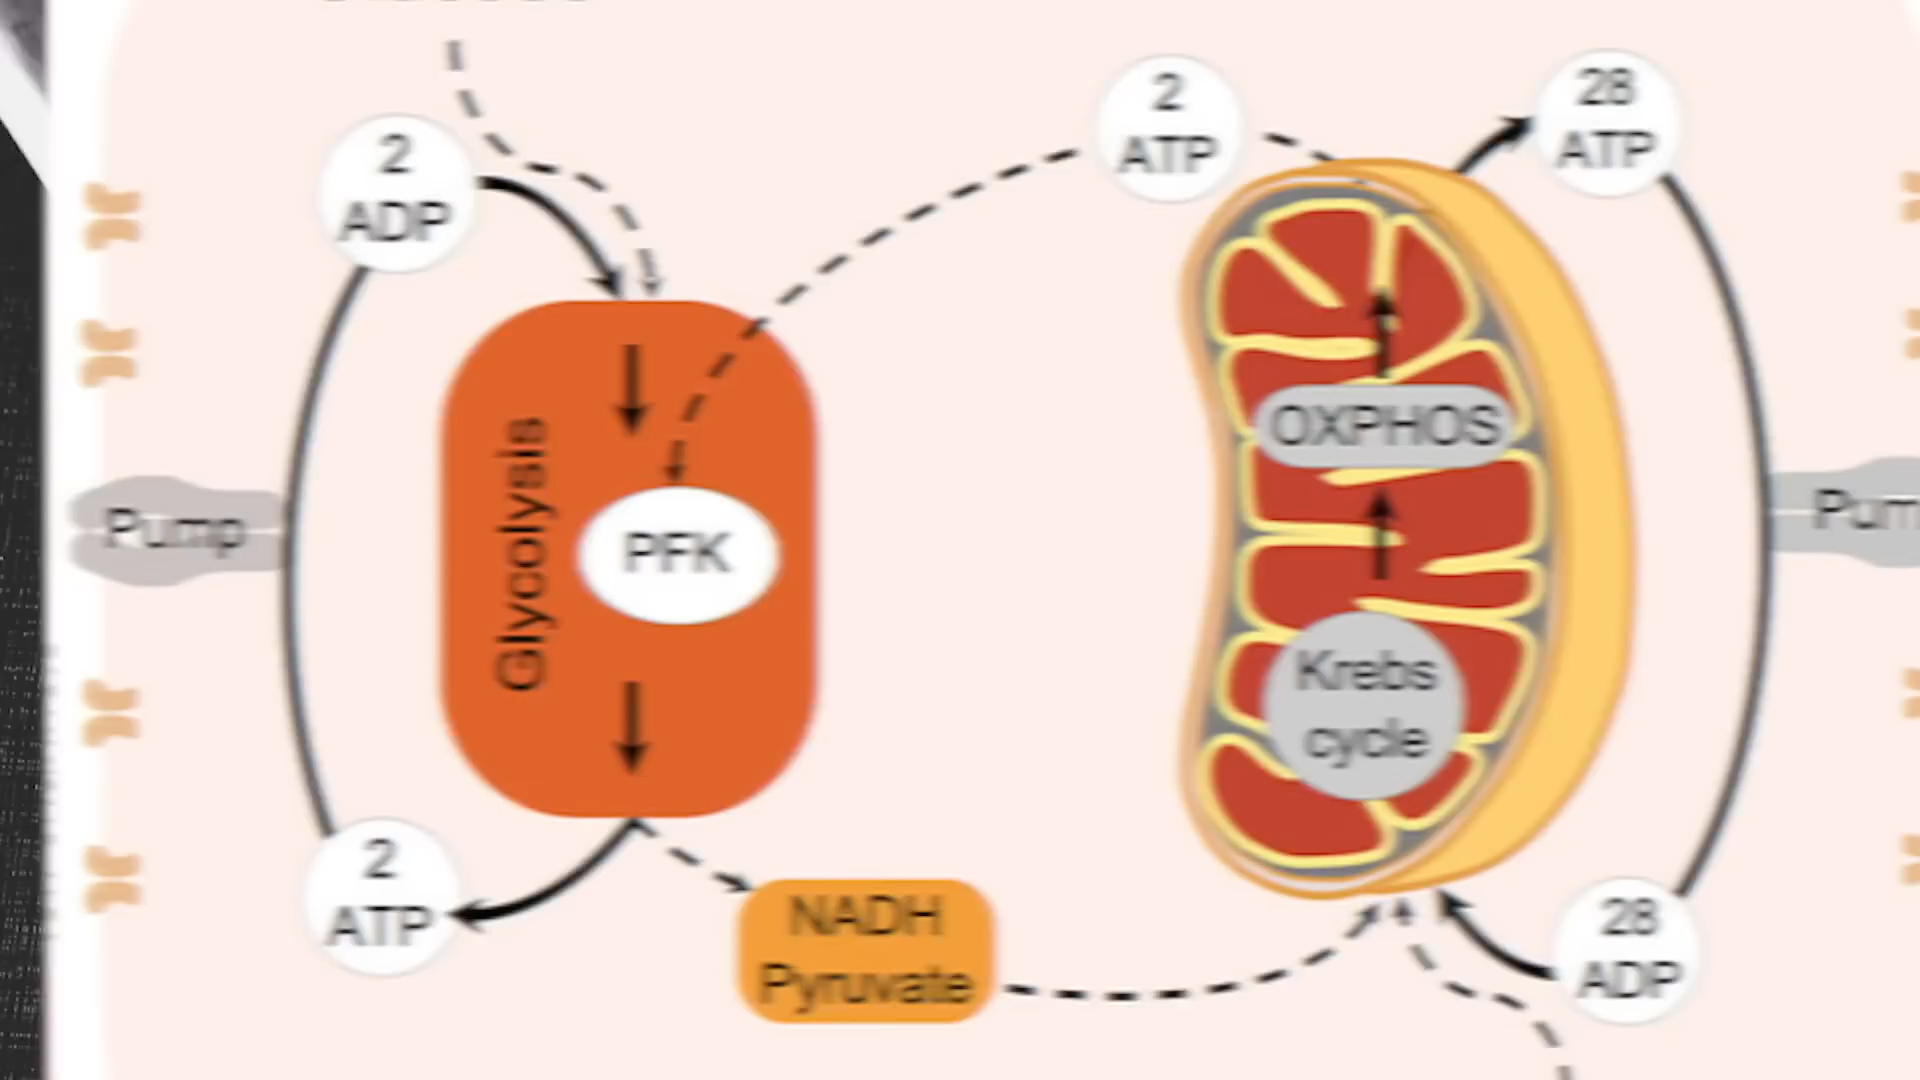 2
ADP
2
ATP
28
ATP
OXPHOS
Glycolysis
PFK
Pump
Krebs
cycle
2
ATP
NADH
Pyruvate
28
ADP